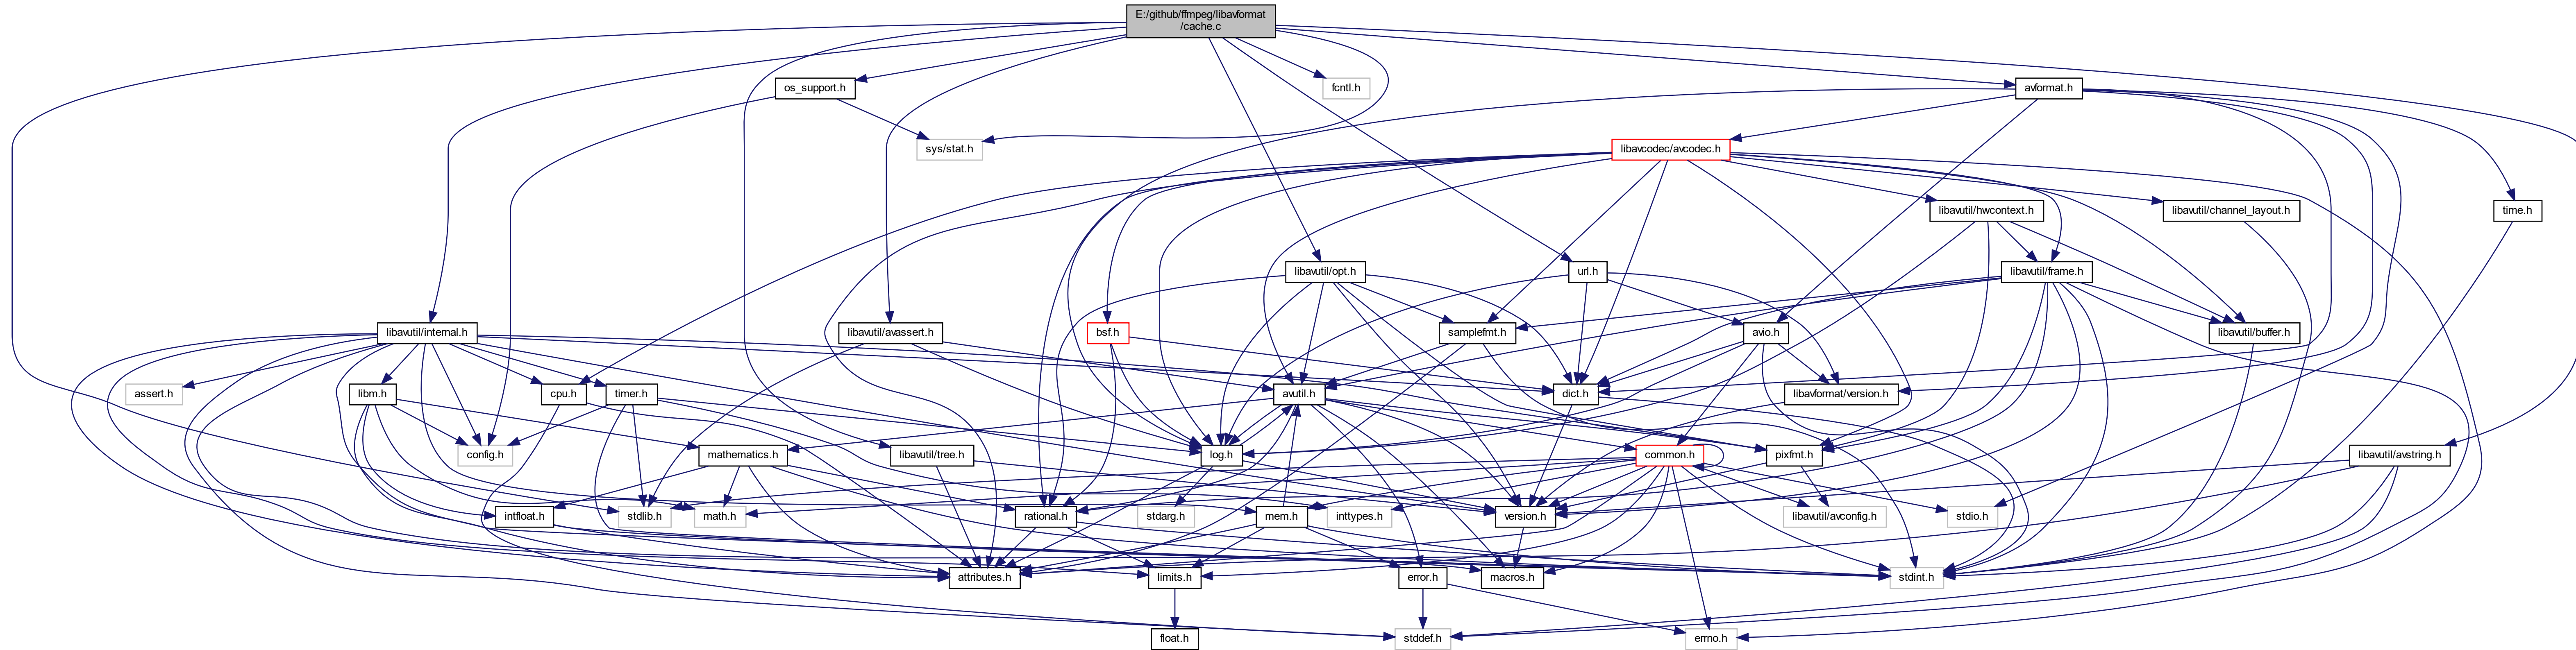 E:/github/ffmpeg/libavformat
/cache.c
os_support.h
fcntl.h
avformat.h
sys/stat.h
libavcodec/avcodec.h
libavutil/hwcontext.h
libavutil/channel_layout.h
time.h
libavutil/opt.h
url.h
libavutil/frame.h
libavutil/internal.h
libavutil/avassert.h
bsf.h
samplefmt.h
avio.h
libavutil/buffer.h
assert.h
libm.h
cpu.h
timer.h
avutil.h
dict.h
libavformat/version.h
config.h
mathematics.h
libavutil/tree.h
log.h
common.h
pixfmt.h
libavutil/avstring.h
intfloat.h
stdlib.h
math.h
rational.h
stdarg.h
mem.h
inttypes.h
version.h
libavutil/avconfig.h
stdio.h
attributes.h
limits.h
error.h
macros.h
stdint.h
float.h
stddef.h
errno.h